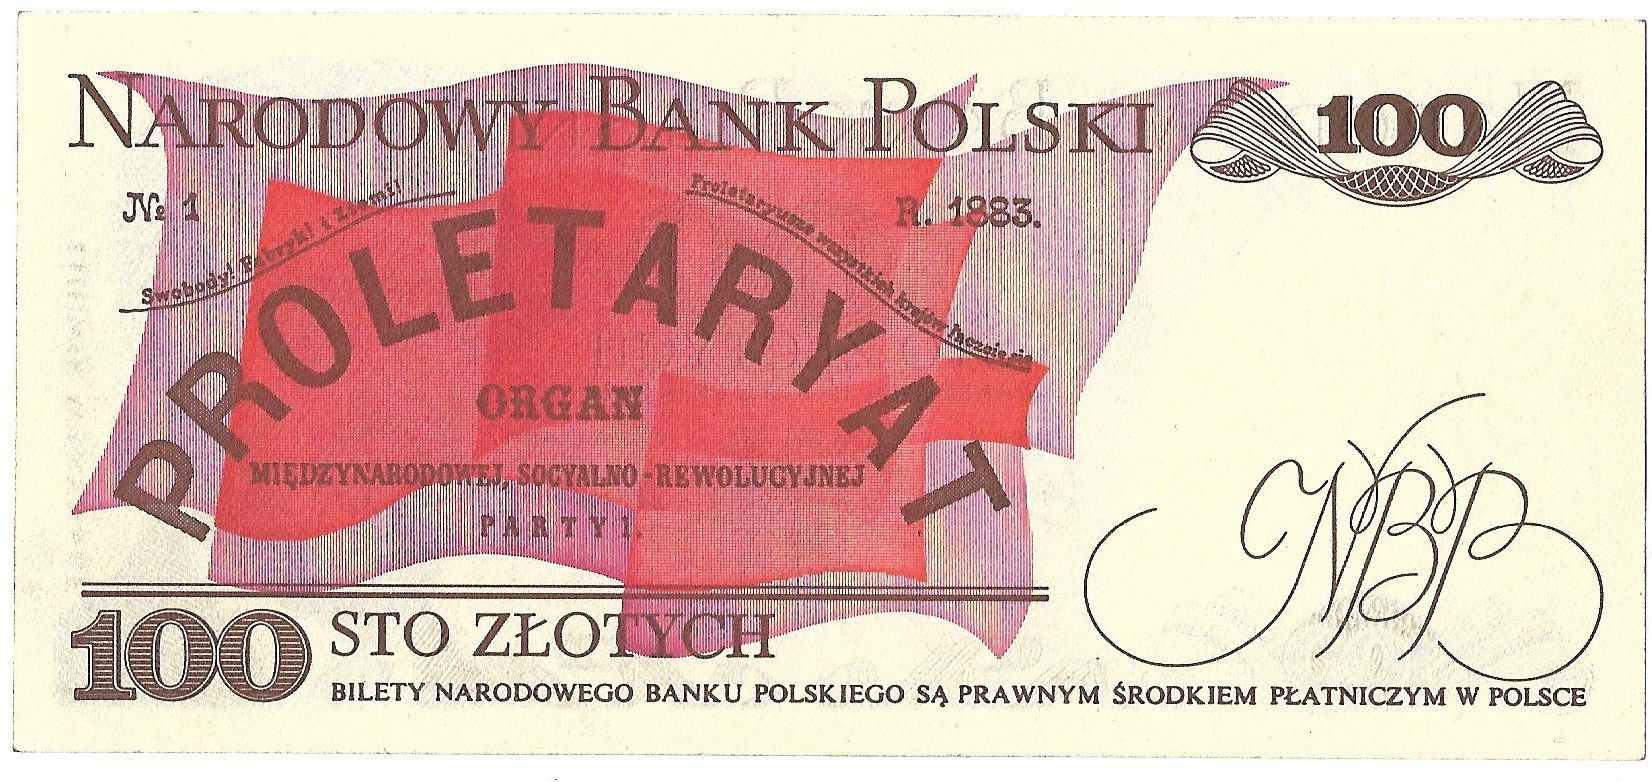 NARODOWY BANK POLSKI
100
№ 1
R. 1883.
Swobody! Fabryki i Ziemi!
Proletaryusze wszystkich krajów łączcie się
PROLETARYAT
ORGAN
MIĘDZYNARODOWEJ, SOCYALNO-REWOLUCYJNEJ
PARTYI.
NBP
100
STO ZŁOTYCH
BILETY NARODOWEGO BANKU POLSKIEGO SĄ PRAWNYM ŚRODKIEM PŁATNICZYM W POLSCE